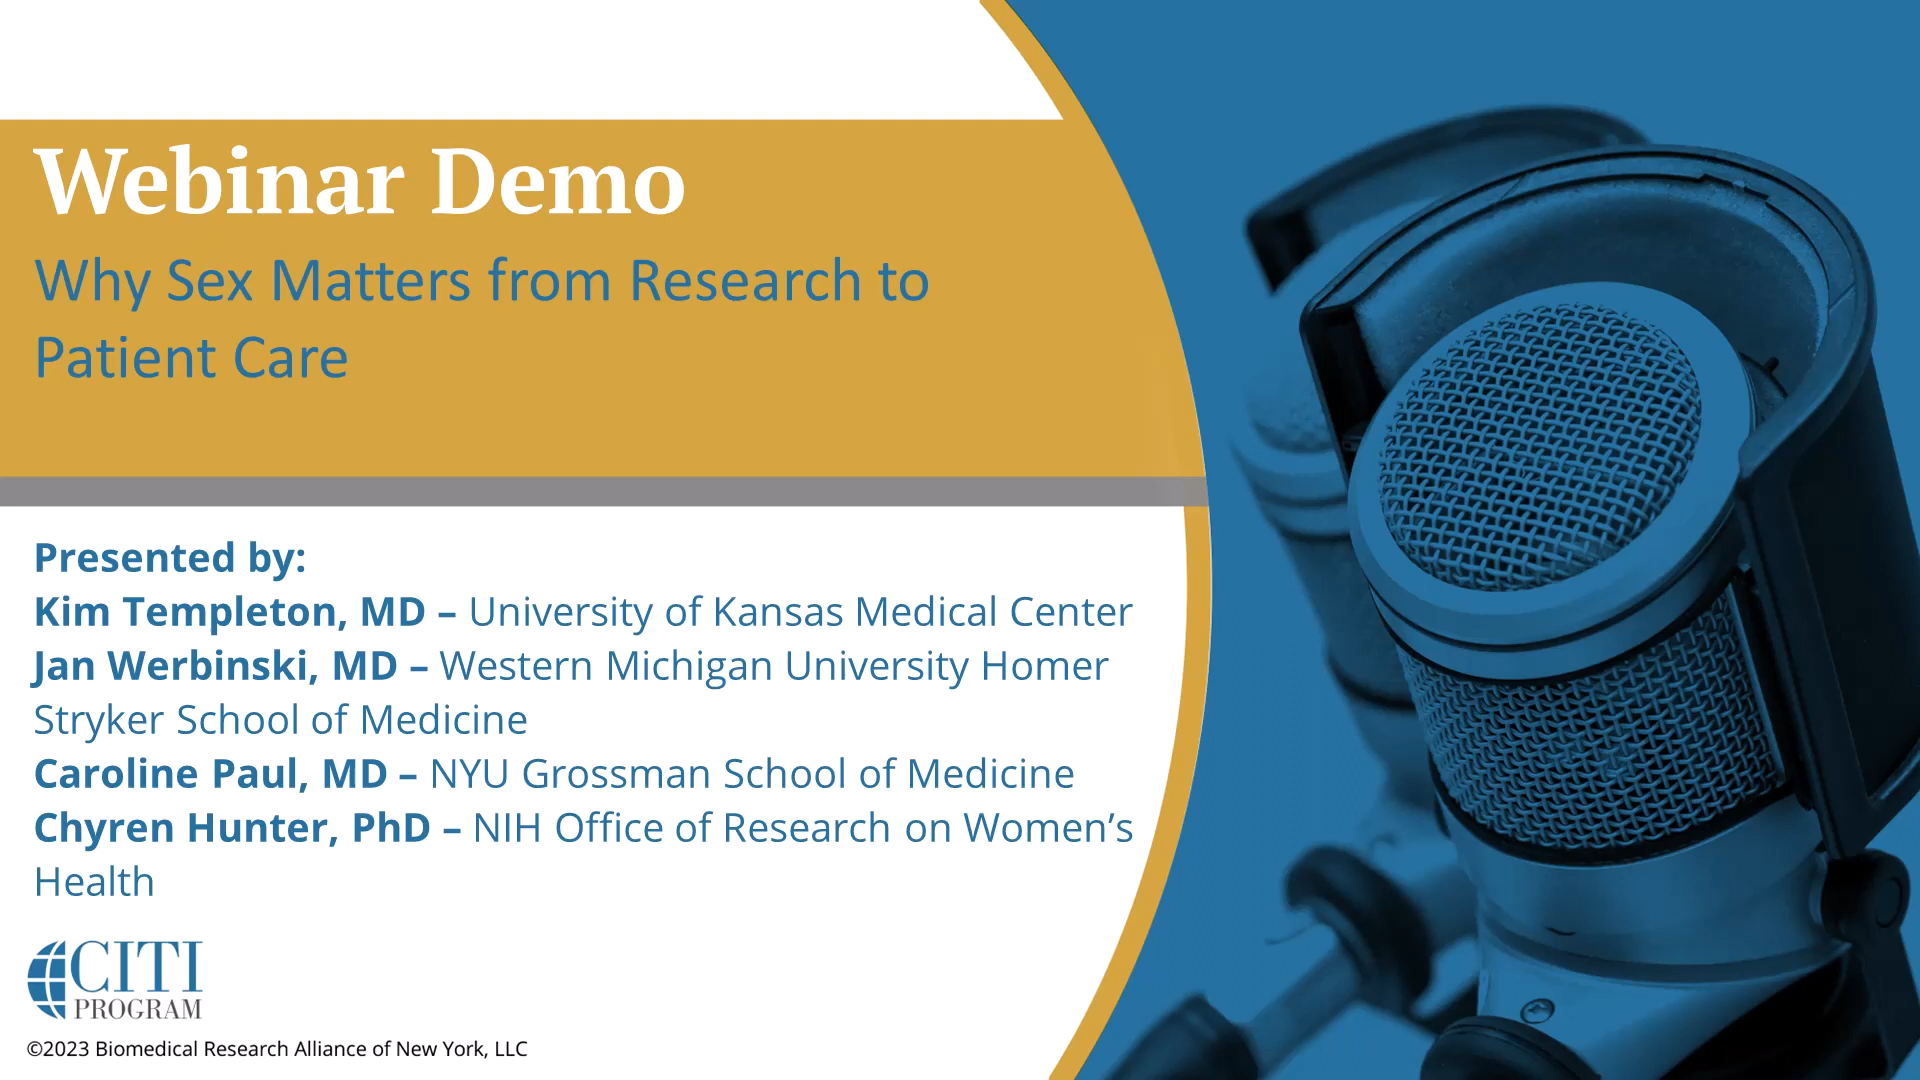 Webinar Demo
Why Sex Matters from Research to
Patient Care
Presented by:
Kim Templeton, MD – University of Kansas Medical Center
Jan Werbinski, MD – Western Michigan University Homer
Stryker School of Medicine
Caroline Paul, MD – NYU Grossman School of Medicine
Chyren Hunter, PhD – NIH Office of Research on Women’s
Health
CITI
PROGRAM
©2023 Biomedical Research Alliance of New York, LLC